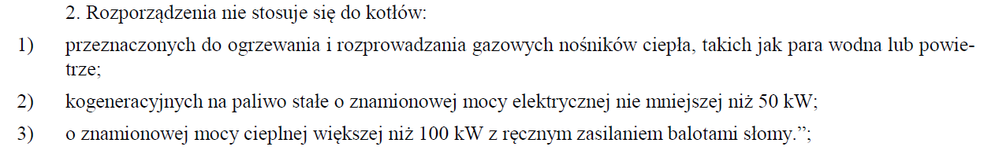 2. Rozporządzenia nie stosuje się do kotłów:
1) przeznaczonych do ogrzewania i rozprowadzania gazowych nośników ciepła, takich jak para wodna lub powie-
trze;
2) kogeneracyjnych na paliwo stałe o znamionowej mocy elektrycznej nie mniejszej niż 50 kW;
3) o znamionowej mocy cieplnej większej niż 100 kW z ręcznym zasilaniem balotami słomy.”;